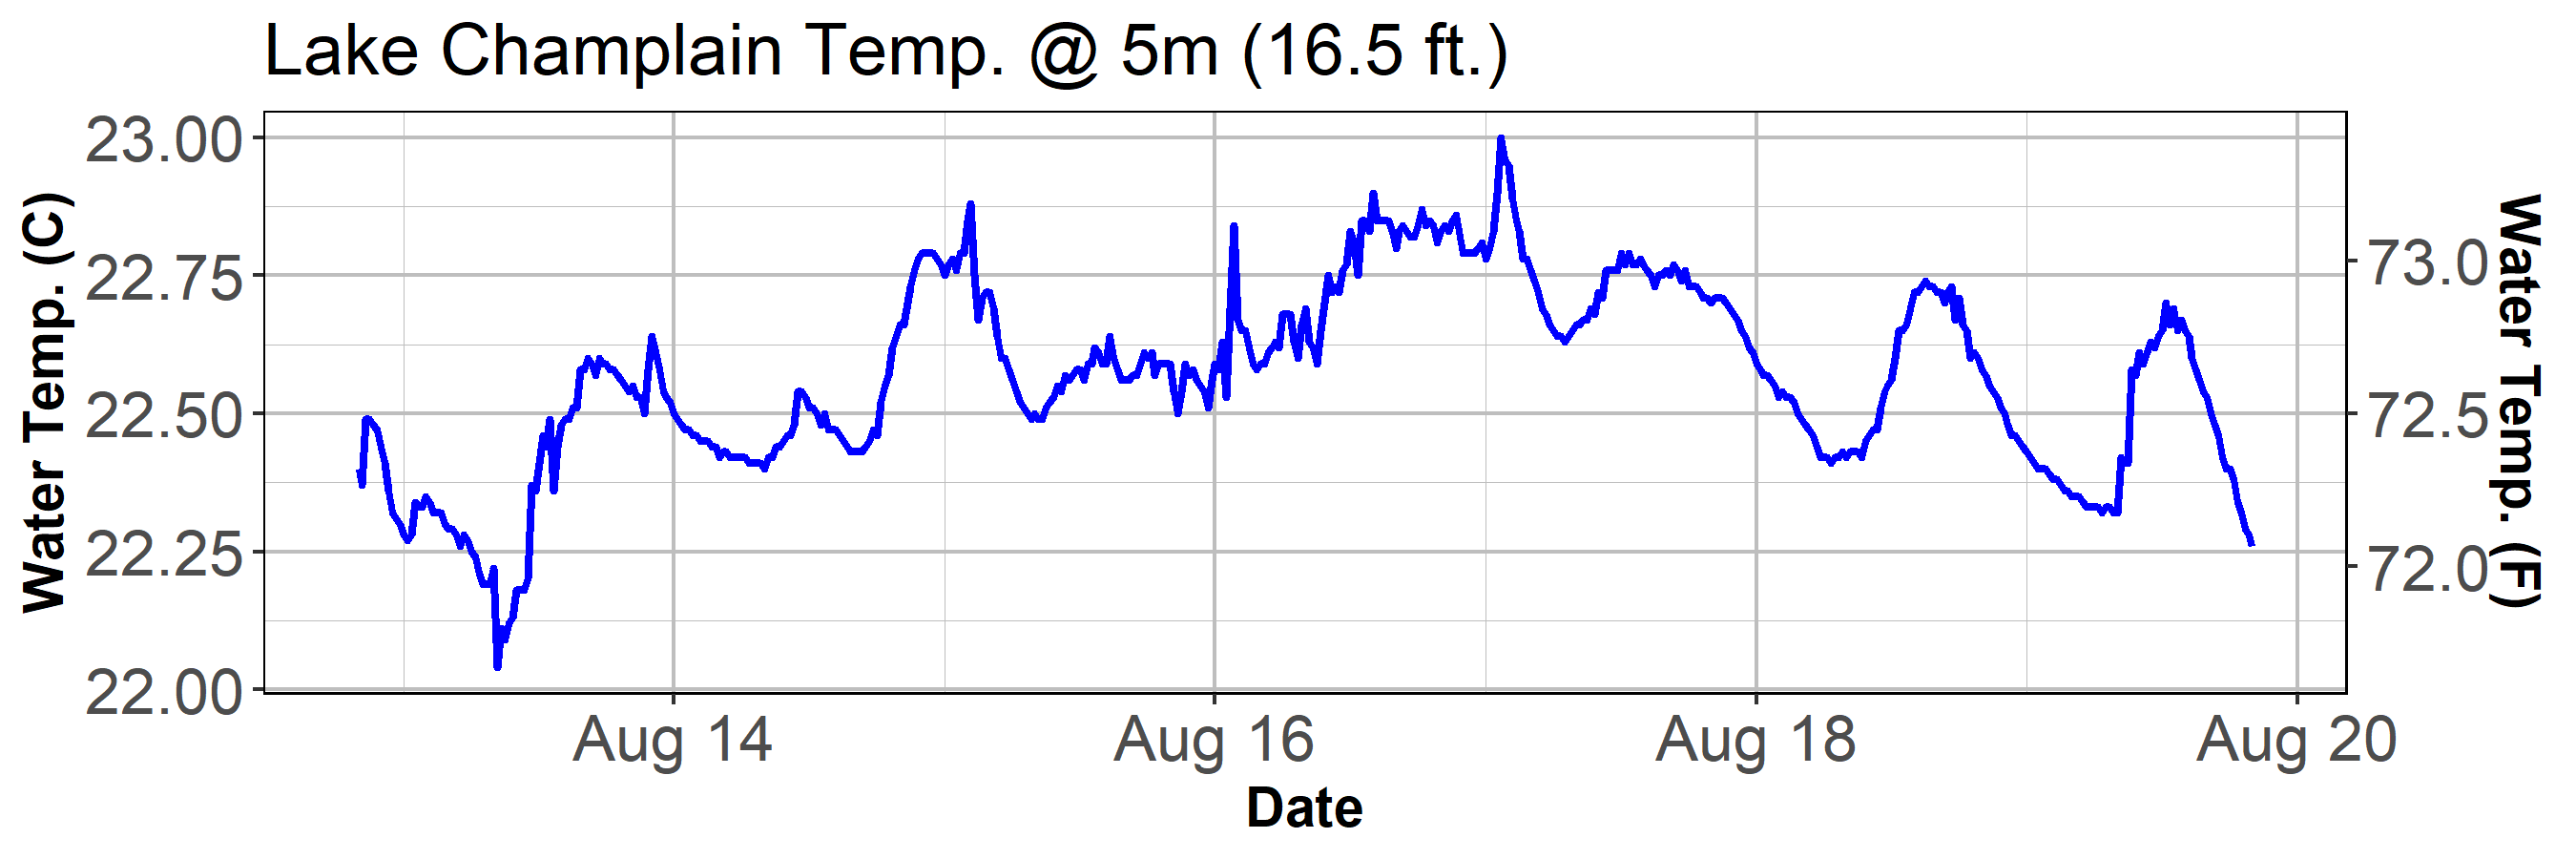 Lake Champlain Temp. @ 5m (16.5 ft.)
Water Temp. (C)
23.00
22.75
22.50
22.25
22.00
73.0
72.5
72.0
Water Temp. (F)
Aug 14 Aug 16 Aug 18 Aug 20
Date